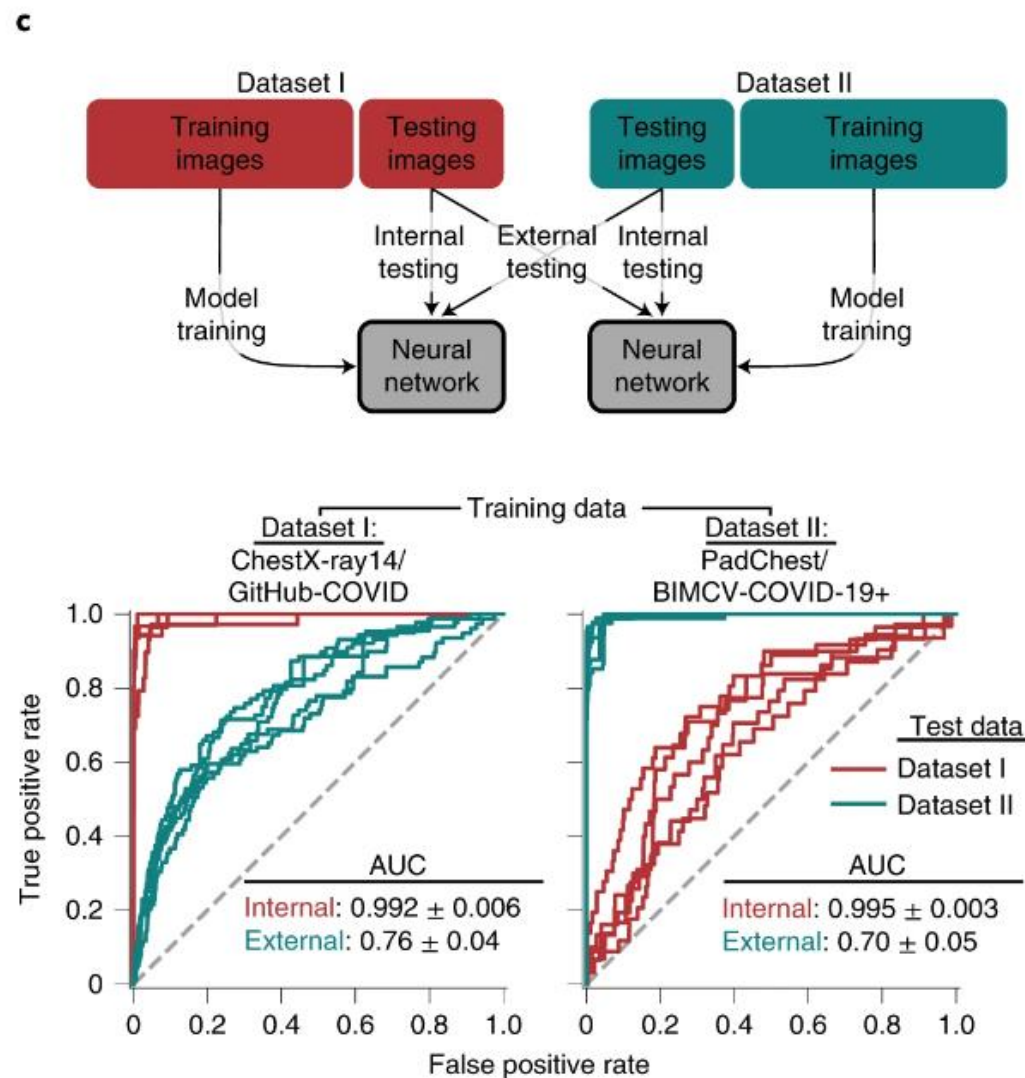 c
Dataset I
Dataset II
Training
images
Testing
images
Testing
images
Training
images
Internal
testing
External
testing
Internal
testing
Model
training
Model
training
Neural
network
Neural
network
Training data
Dataset I:
ChestX-ray14/
GitHub-COVID
Dataset II:
PadChest/
BIMCV-COVID-19+
True positive rate
1.0
0.8
0.6
0.4
0.2
0
AUC
Internal: 0.992 ± 0.006
External: 0.76 ± 0.04
0
0.2
0.4
0.6
0.8
1.0
Test data
Dataset I
Dataset II
AUC
Internal: 0.995 ± 0.003
External: 0.70 ± 0.05
0
0.2
0.4
0.6
0.8
1.0
False positive rate